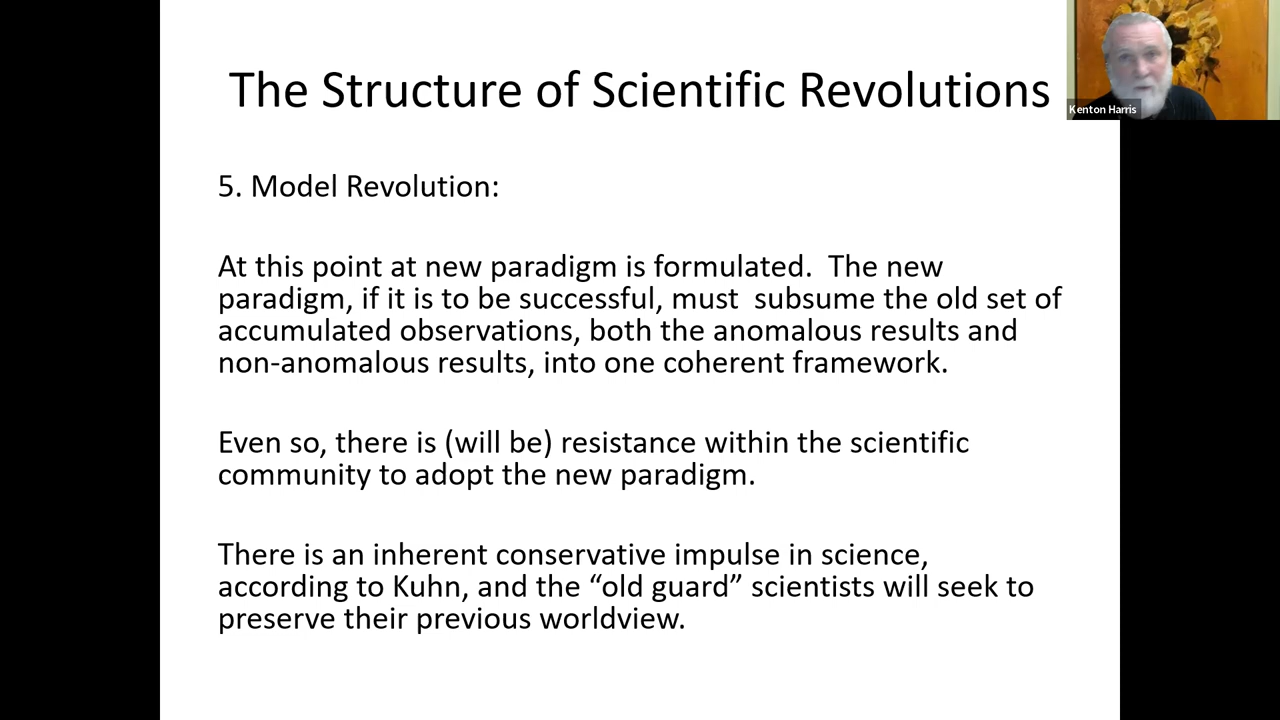 The Structure of Scientific Revolutions
Kenton Harris
5. Model Revolution:
At this point at new paradigm is formulated.  The new
paradigm, if it is to be successful, must  subsume the old set of
accumulated observations, both the anomalous results and
non-anomalous results, into one coherent framework.
Even so, there is (will be) resistance within the scientific
community to adopt the new paradigm.
There is an inherent conservative impulse in science,
according to Kuhn, and the “old guard” scientists will seek to
preserve their previous worldview.